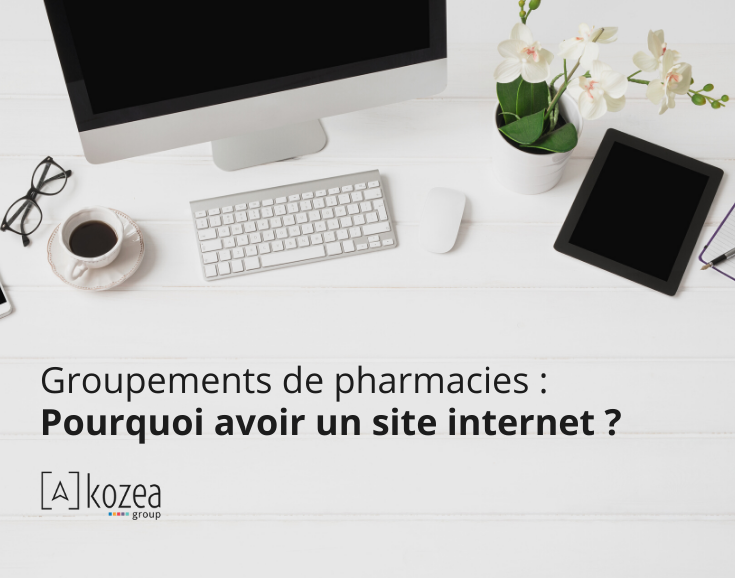 Groupements de pharmacies :
Pourquoi avoir un site internet ?
[A] kozea
group